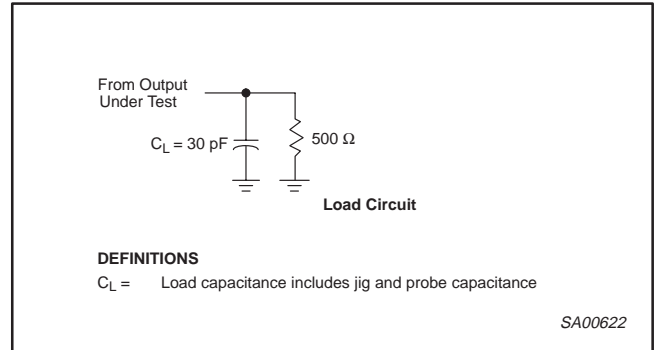 From Output
Under Test
C_L = 30 pF
500 Ω
Load Circuit
DEFINITIONS
C_L = Load capacitance includes jig and probe capacitance
SA00622